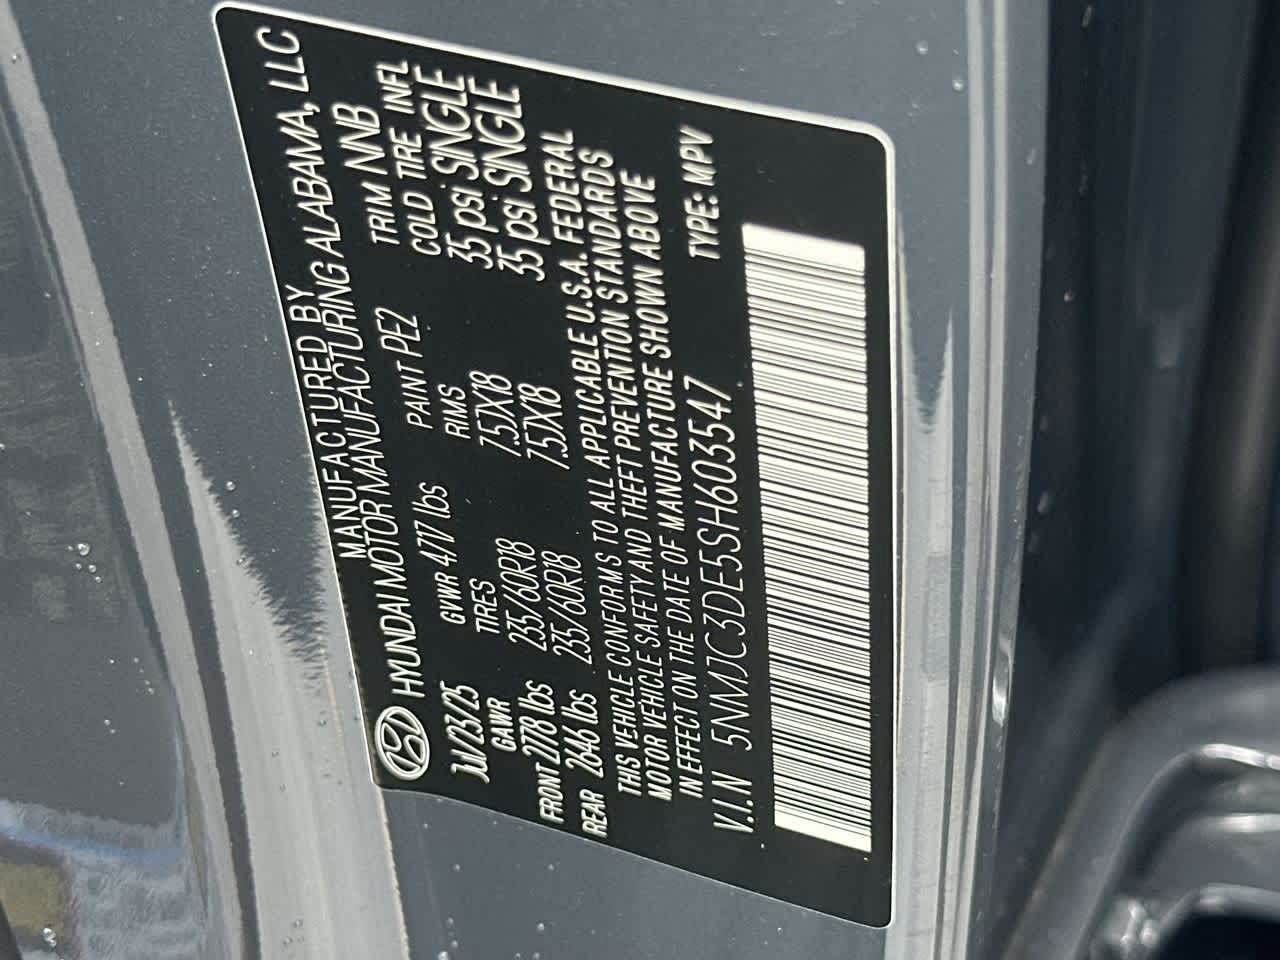 MANUFACTURED BY
HYUNDAI MOTOR MANUFACTURING ALABAMA, LLC
JUL/23/25 GVWR 4717 lbs PAINT PE2 TRIM NNB
GAWR TIRES RIMS COLD TIRE INFL
FRONT 2778 lbs 235/60R18 7.5JX18 35 psi SINGLE
REAR 2646 lbs 235/60R18 7.5JX18 35 psi SINGLE
THIS VEHICLE CONFORMS TO ALL APPLICABLE U.S.A. FEDERAL
MOTOR VEHICLE SAFETY AND THEFT PREVENTION STANDARDS
IN EFFECT ON THE DATE OF MANUFACTURE SHOWN ABOVE
V.I.N 5NMJC3DE5SH603547 TYPE: MPV